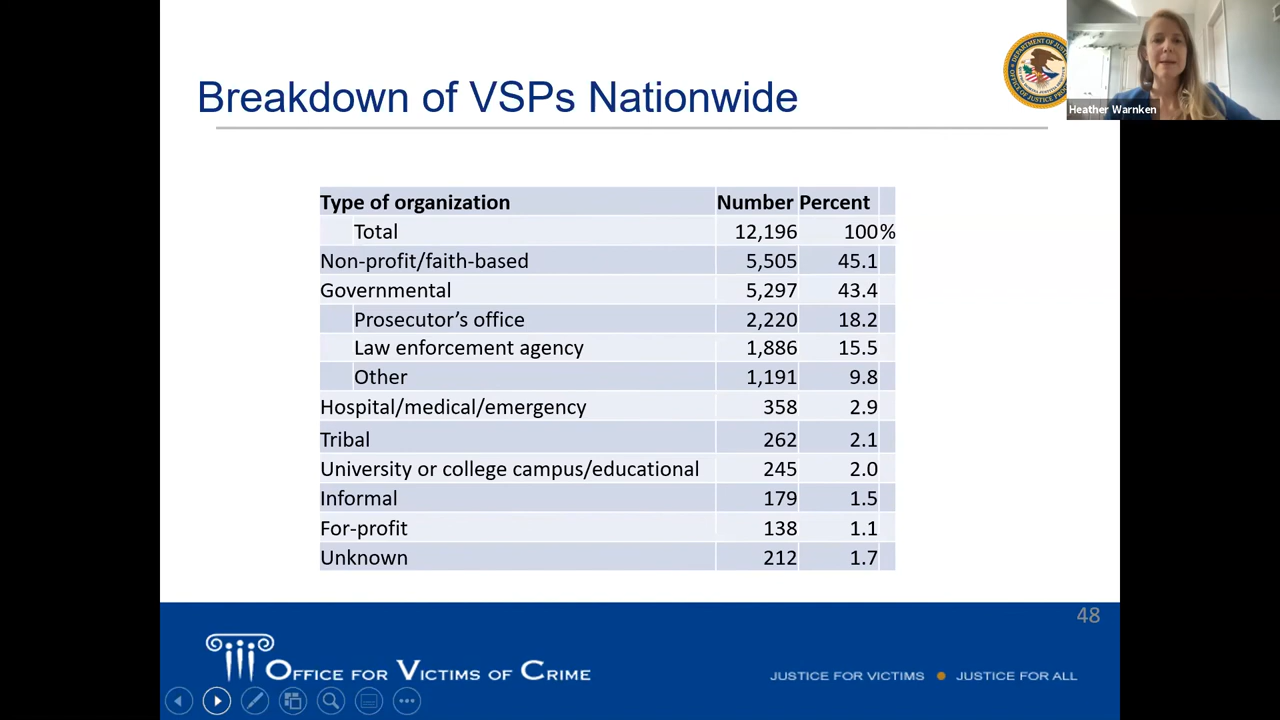 Breakdown of VSPs Nationwide
Heather Warnken
Type of organization Number Percent
Total 12,196 100%
Non-profit/faith-based 5,505 45.1
Governmental 5,297 43.4
Prosecutor’s office 2,220 18.2
Law enforcement agency 1,886 15.5
Other 1,191 9.8
Hospital/medical/emergency 358 2.9
Tribal 262 2.1
University or college campus/educational 245 2.0
Informal 179 1.5
For-profit 138 1.1
Unknown 212 1.7
48
OFFICE FOR VICTIMS OF CRIME
JUSTICE FOR VICTIMS JUSTICE FOR ALL